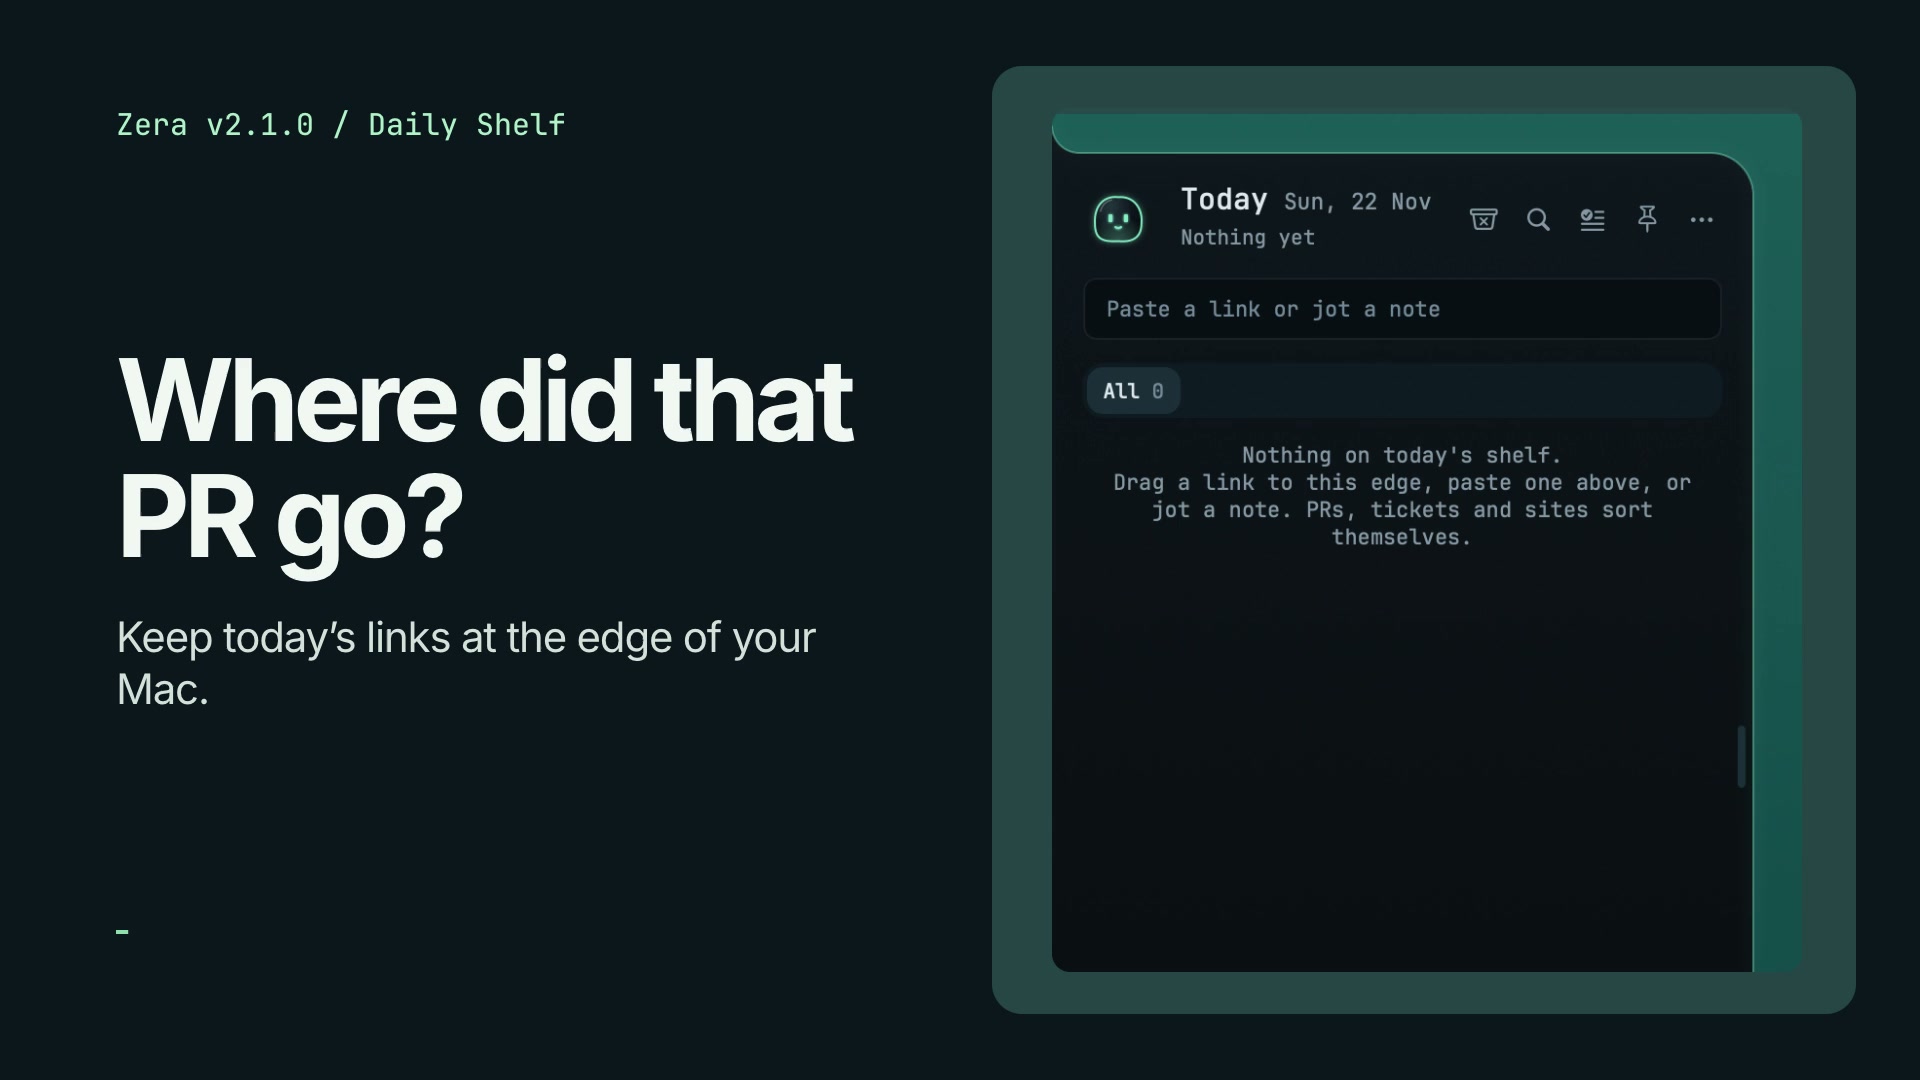 Zera v2.1.0 / Daily Shelf
Where did that
PR go?
Keep today’s links at the edge of your
Mac.
Today Sun, 22 Nov
Nothing yet
Paste a link or jot a note
All 0
Nothing on today's shelf.
Drag a link to this edge, paste one above, or
jot a note. PRs, tickets and sites sort
themselves.